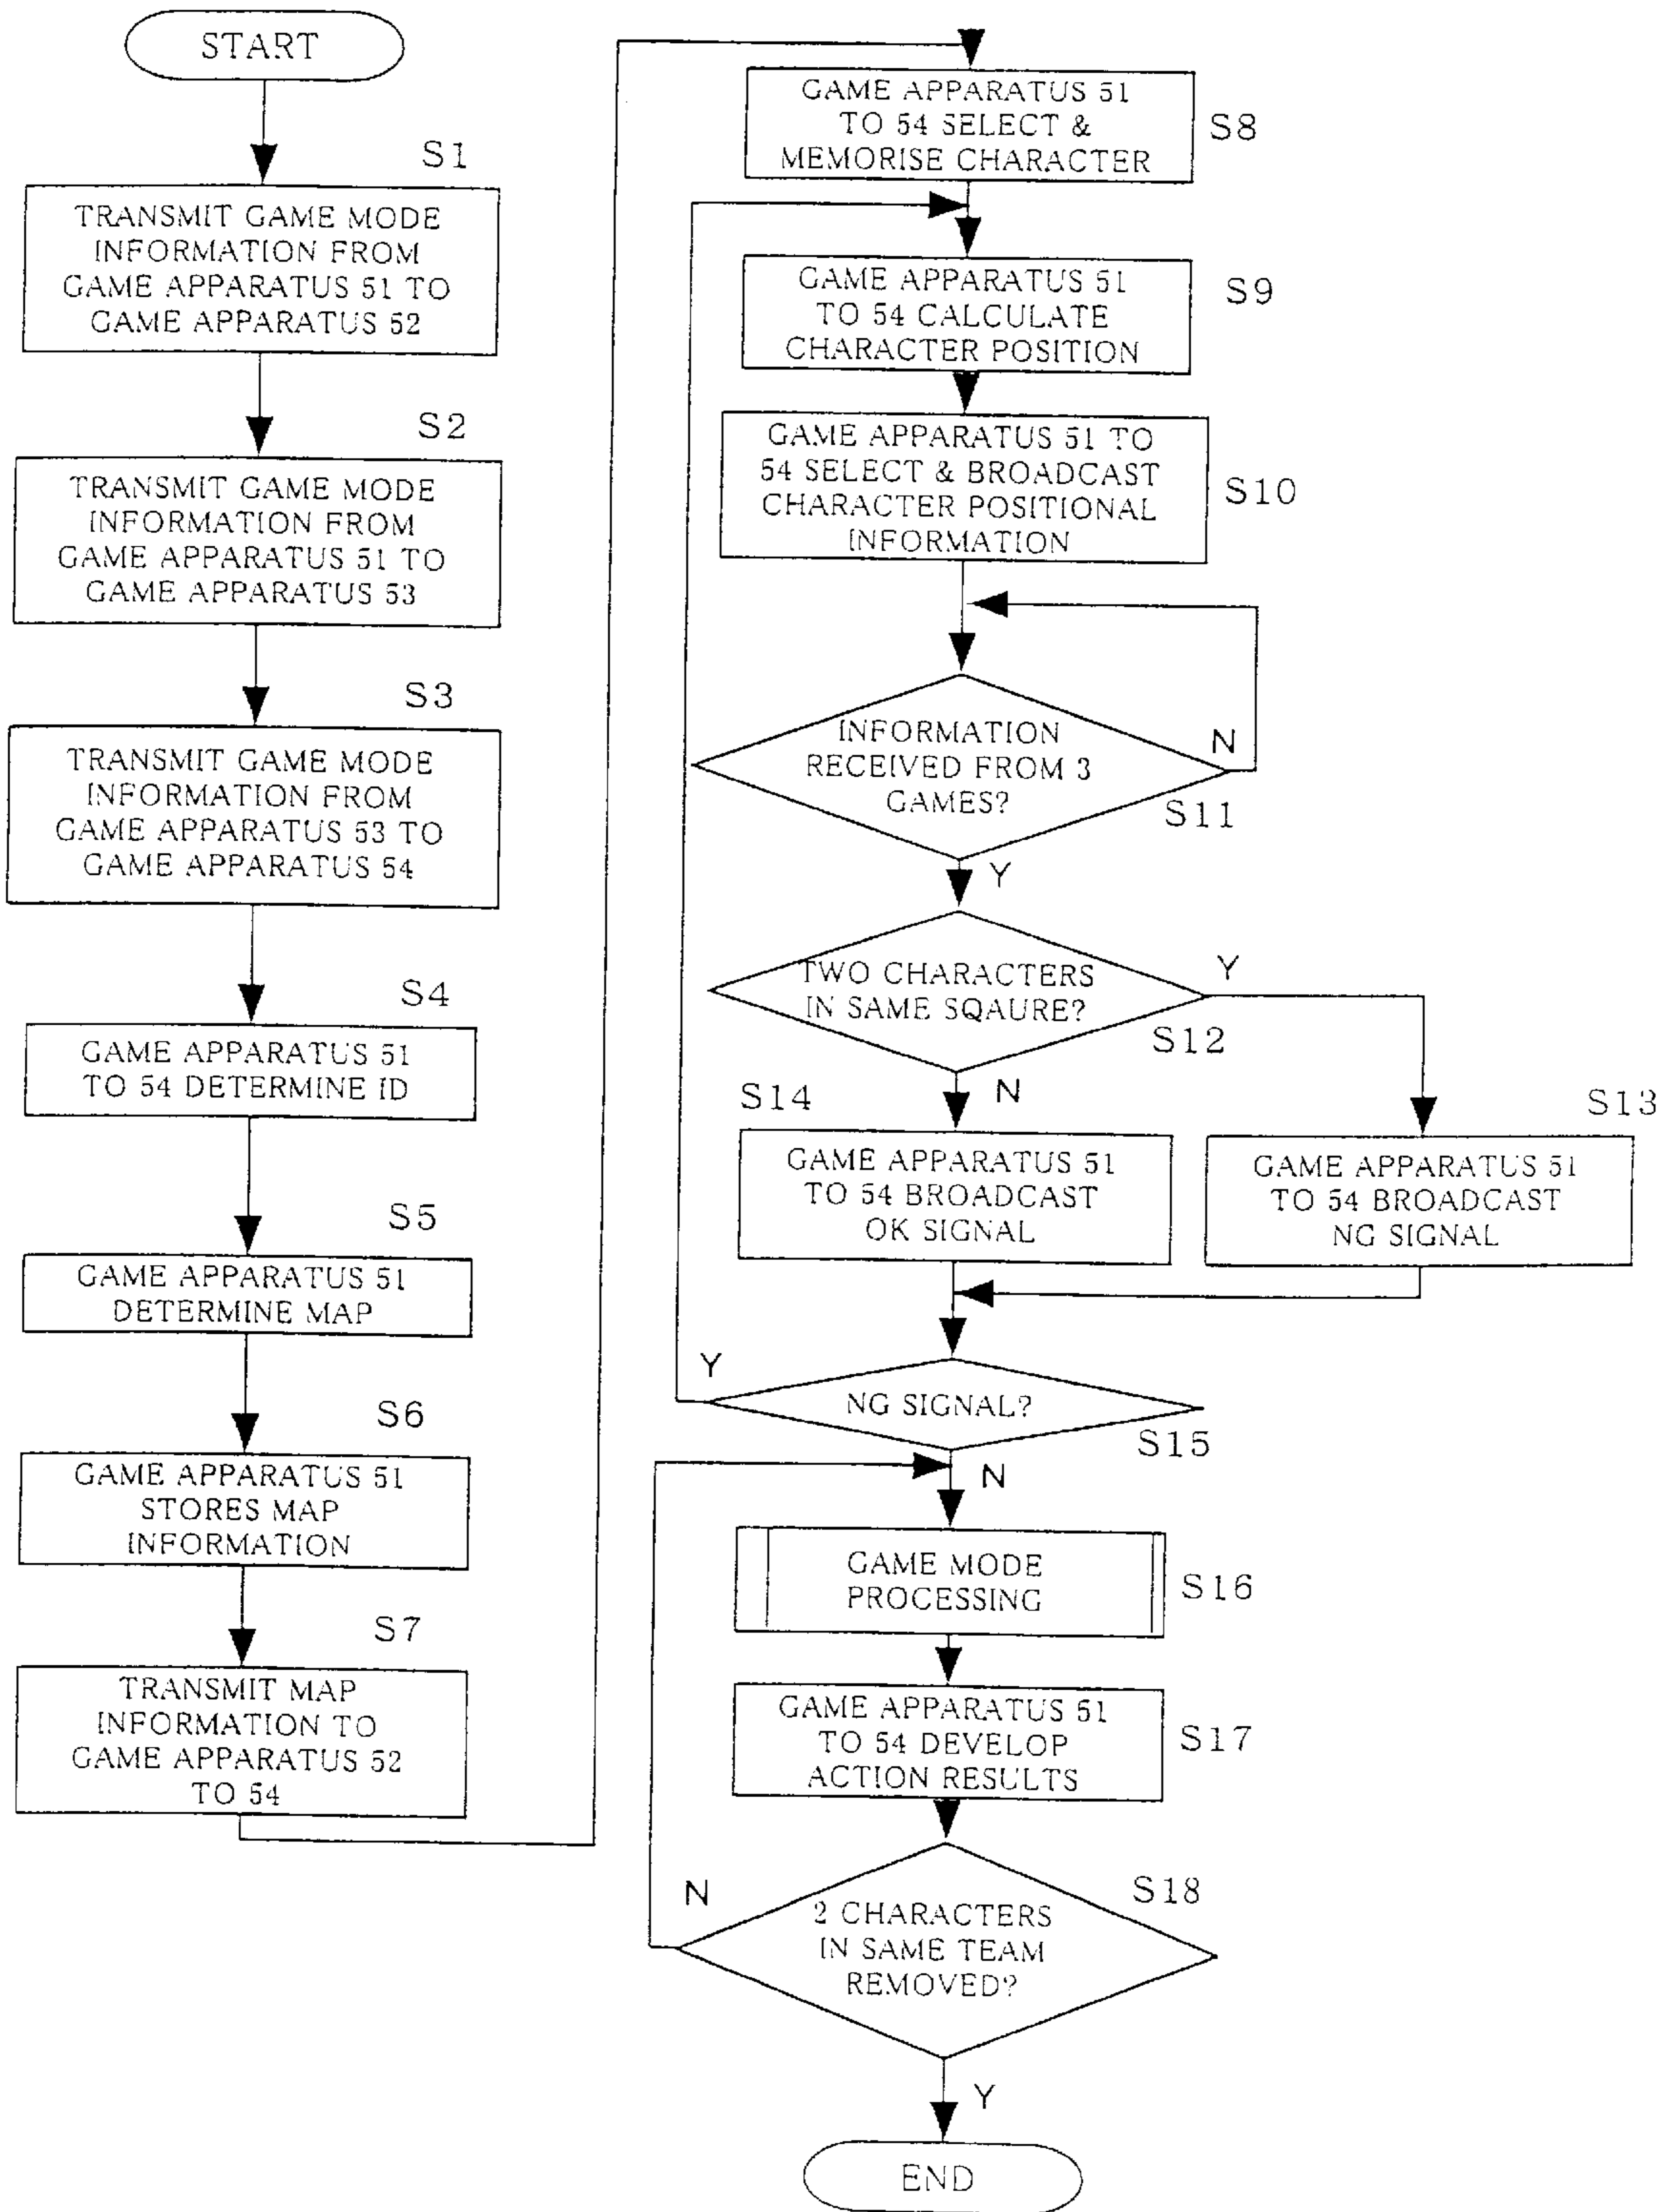 START
S1
TRANSMIT GAME MODE
INFORMATION FROM
GAME APPARATUS 51 TO
GAME APPARATUS 52
S2
TRANSMIT GAME MODE
INFORMATION FROM
GAME APPARATUS 51 TO
GAME APPARATUS 53
S3
TRANSMIT GAME MODE
INFORMATION FROM
GAME APPARATUS 53 TO
GAME APPARATUS 54
S4
GAME APPARATUS 51
TO 54 DETERMINE ID
S5
GAME APPARATUS 51
DETERMINE MAP
S6
GAME APPARATUS 51
STORES MAP
INFORMATION
S7
TRANSMIT MAP
INFORMATION TO
GAME APPARATUS 52
TO 54
GAME APPARATUS 51
TO 54 SELECT &
MEMORISE CHARACTER
S8
GAME APPARATUS 51
TO 54 CALCULATE
CHARACTER POSITION
S9
GAME APPARATUS 51 TO
54 SELECT & BROADCAST
CHARACTER POSITIONAL
INFORMATION
S10
INFORMATION
RECEIVED FROM 3
GAMES?
N
S11
Y
TWO CHARACTERS
IN SAME SQAURE?
Y
S12
N
S14
GAME APPARATUS 51
TO 54 BROADCAST
OK SIGNAL
S13
GAME APPARATUS 51
TO 54 BROADCAST
NG SIGNAL
Y
NG SIGNAL?
S15
N
GAME MODE
PROCESSING
S16
GAME APPARATUS 51
TO 54 DEVELOP
ACTION RESULTS
S17
N
S18
2 CHARACTERS
IN SAME TEAM
REMOVED?
Y
END